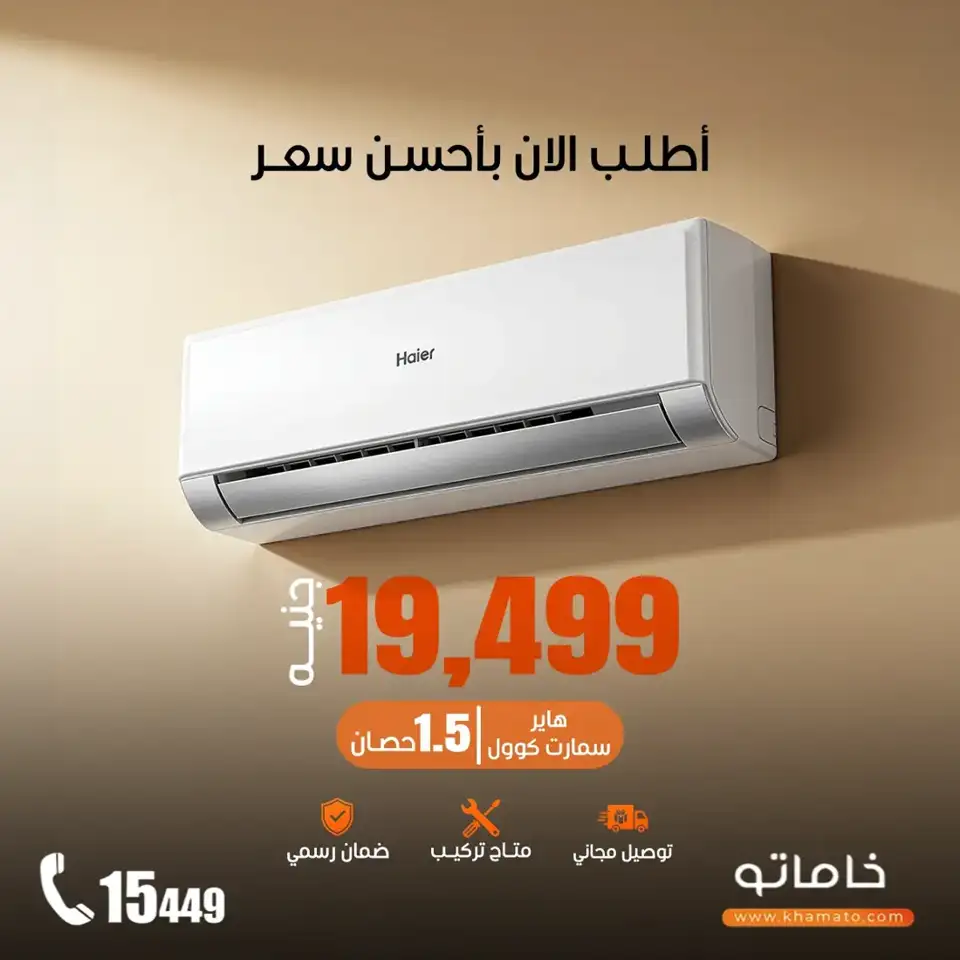 أطلب الان بأحسن سعر
Haier
19,499 جنيه
هاير
سمارت كوول
1.5 حصان
توصيل مجاني
متاح تركيب
ضمان رسمي
15449
خاماتو
www.khamato.com